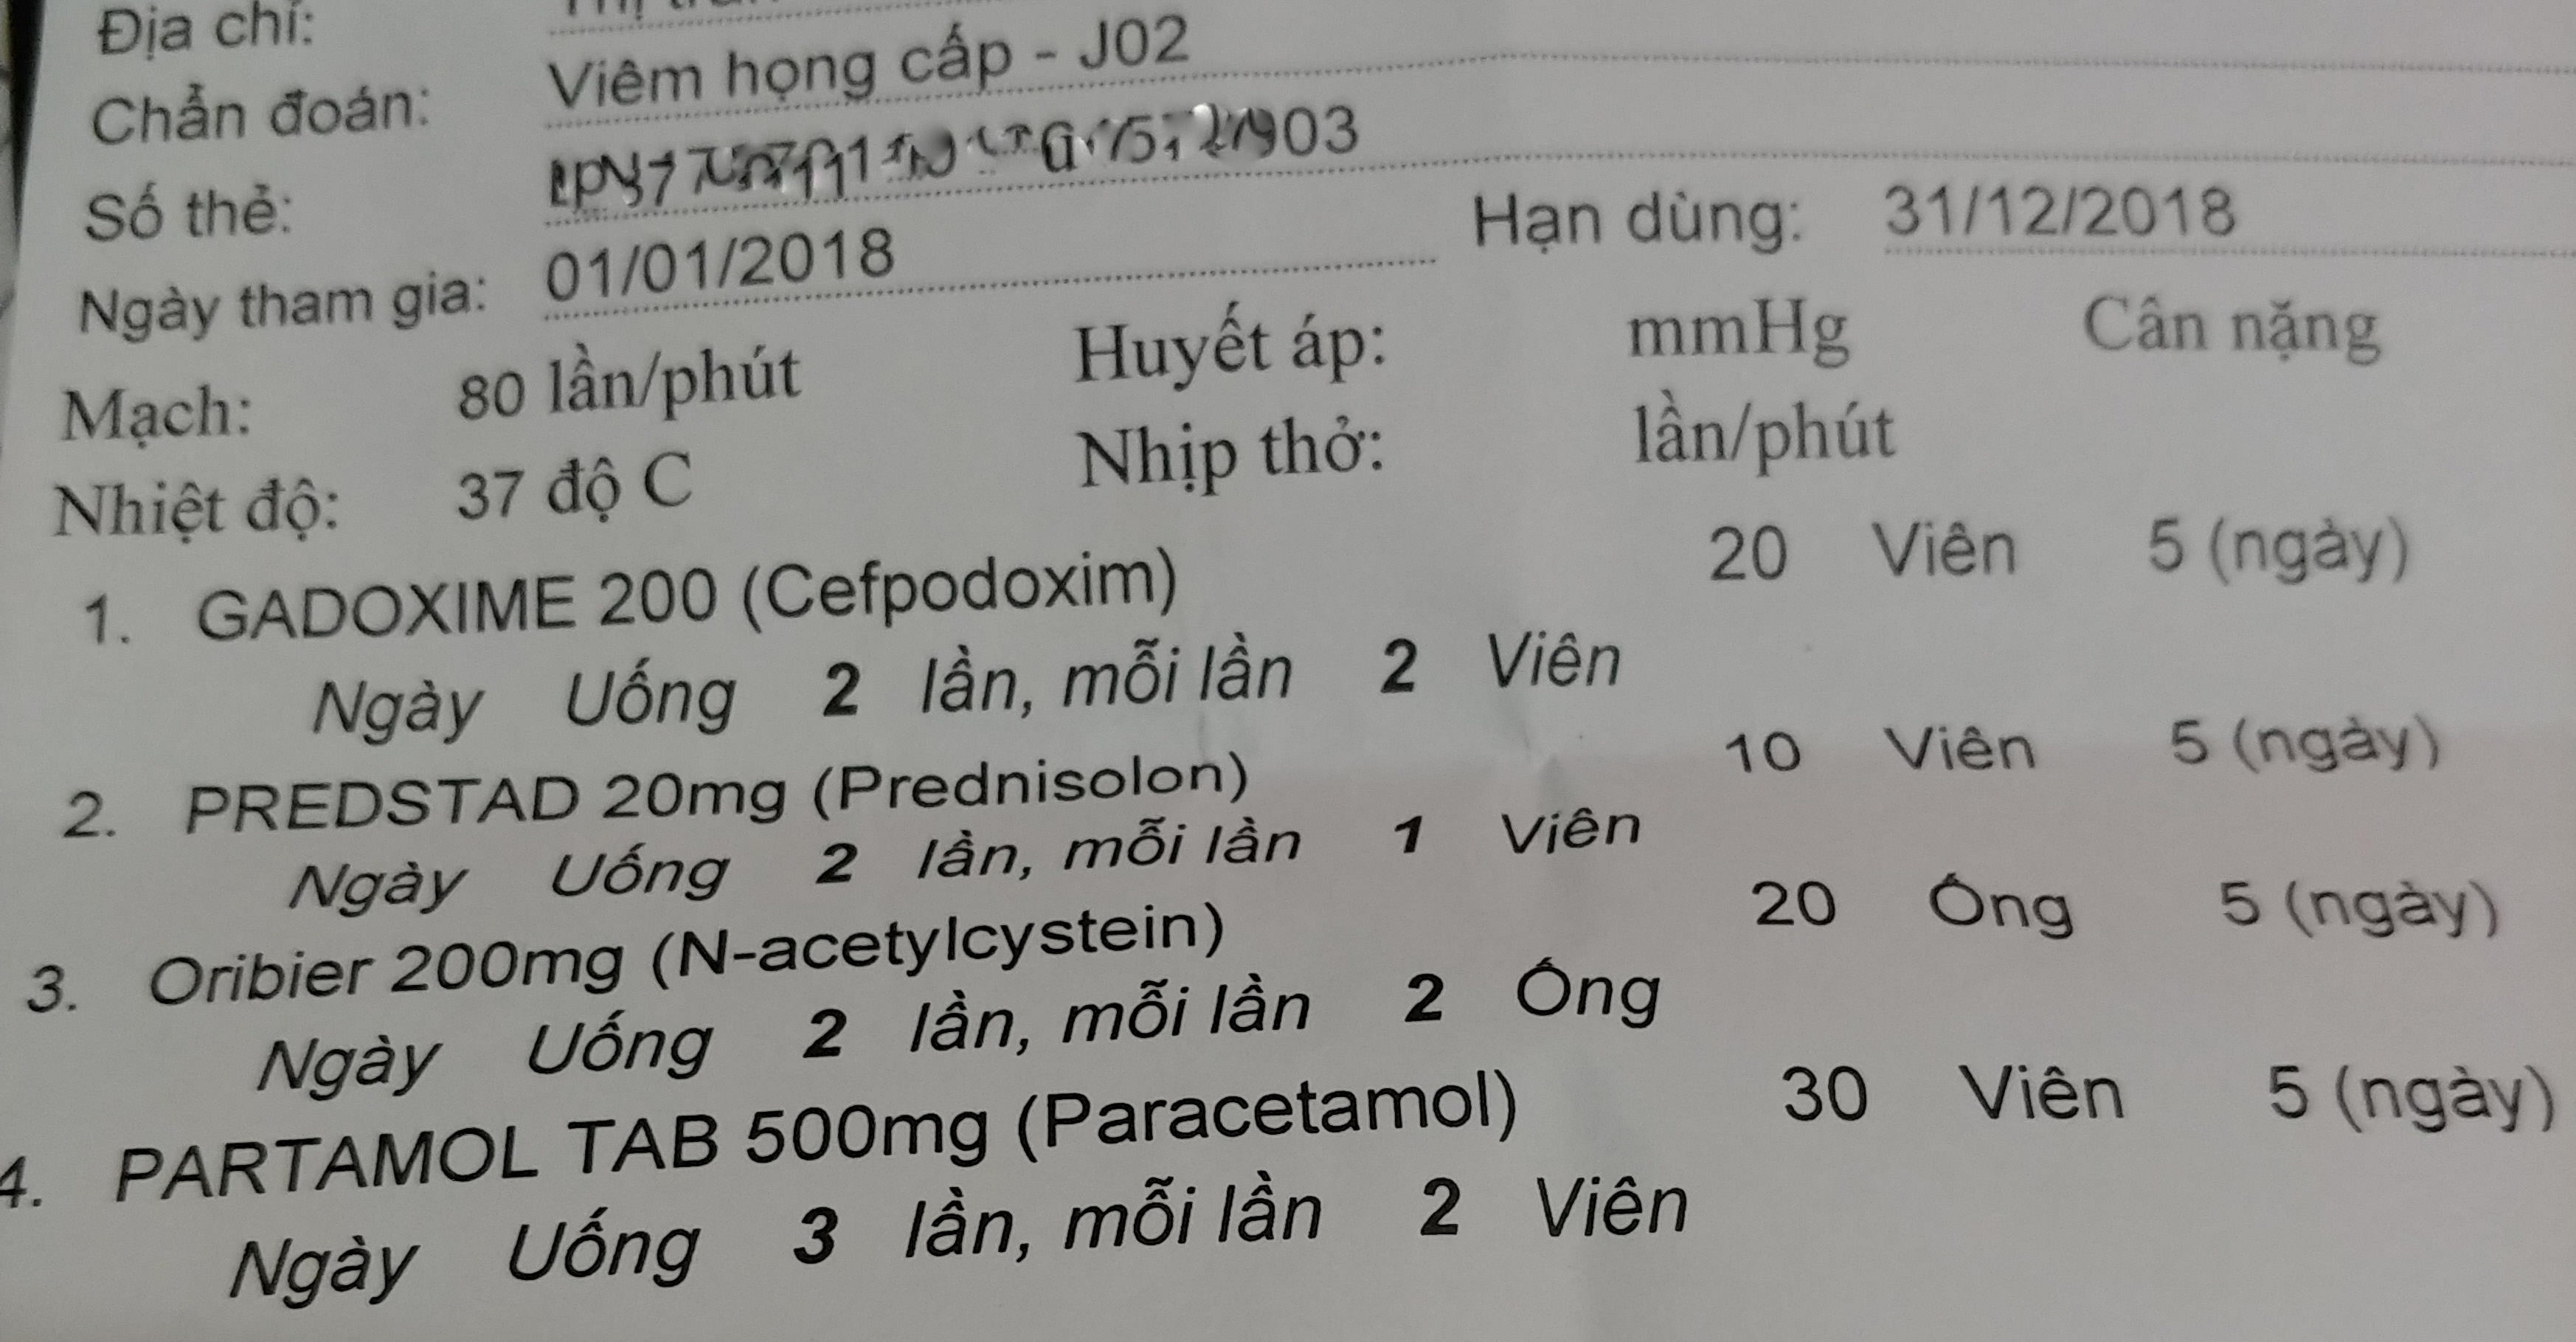 Địa chỉ:
Chẩn đoán: Viêm họng cấp - J02
Số thẻ:
Ngày tham gia: 01/01/2018 Hạn dùng: 31/12/2018
Mạch: 80 lần/phút Huyết áp: mmHg Cân nặng
Nhiệt độ: 37 độ C Nhịp thở: lần/phút
1. GADOXIME 200 (Cefpodoxim) 20 Viên 5 (ngày)
Ngày Uống 2 lần, mỗi lần 2 Viên
2. PREDSTAD 20mg (Prednisolon) 10 Viên 5 (ngày)
Ngày Uống 2 lần, mỗi lần 1 Viên
3. Oribier 200mg (N-acetylcystein) 20 Ống 5 (ngày)
Ngày Uống 2 lần, mỗi lần 2 Ống
4. PARTAMOL TAB 500mg (Paracetamol) 30 Viên 5 (ngày)
Ngày Uống 3 lần, mỗi lần 2 Viên